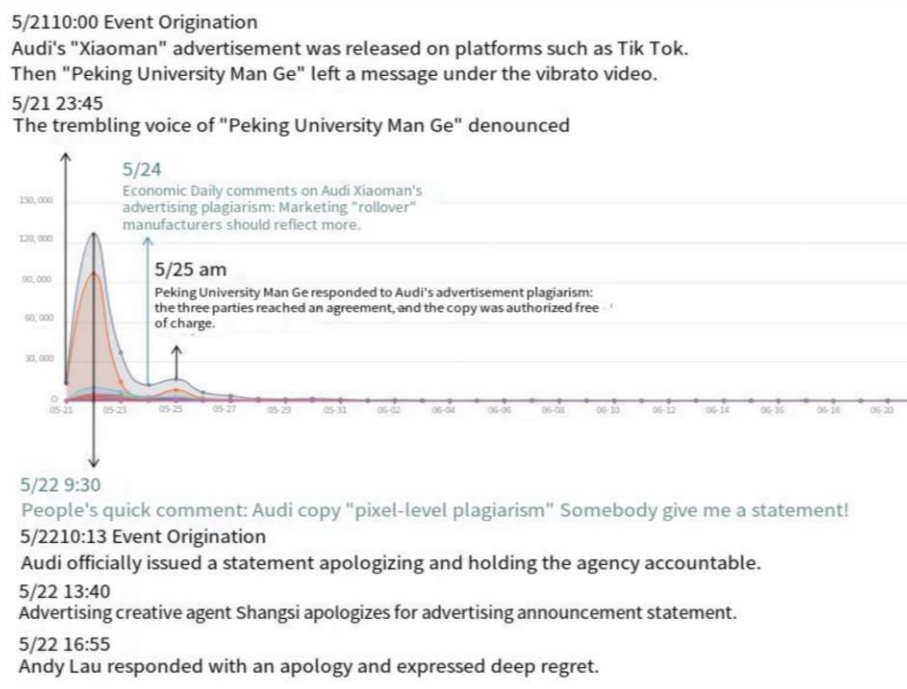 5/2110:00 Event Origination
Audi's "Xiaoman" advertisement was released on platforms such as Tik Tok.
Then "Peking University Man Ge" left a message under the vibrato video.
5/21 23:45
The trembling voice of "Peking University Man Ge" denounced
5/24
Economic Daily comments on Audi Xiaoman's
advertising plagiarism: Marketing "rollover"
manufacturers should reflect more.
5/25 am
Peking University Man Ge responded to Audi's advertisement plagiarism:
the three parties reached an agreement, and the copy was authorized free
of charge.
150,000
120,000
90,000
60,000
30,000
0
05-21 05-23 05-25 05-27 05-29 05-31 06-02 06-04 06-06 06-08 06-10 06-12 06-14 06-16 06-18 06-20
5/22 9:30
People's quick comment: Audi copy "pixel-level plagiarism" Somebody give me a statement!
5/2210:13 Event Origination
Audi officially issued a statement apologizing and holding the agency accountable.
5/22 13:40
Advertising creative agent Shangsi apologizes for advertising announcement statement.
5/22 16:55
Andy Lau responded with an apology and expressed deep regret.